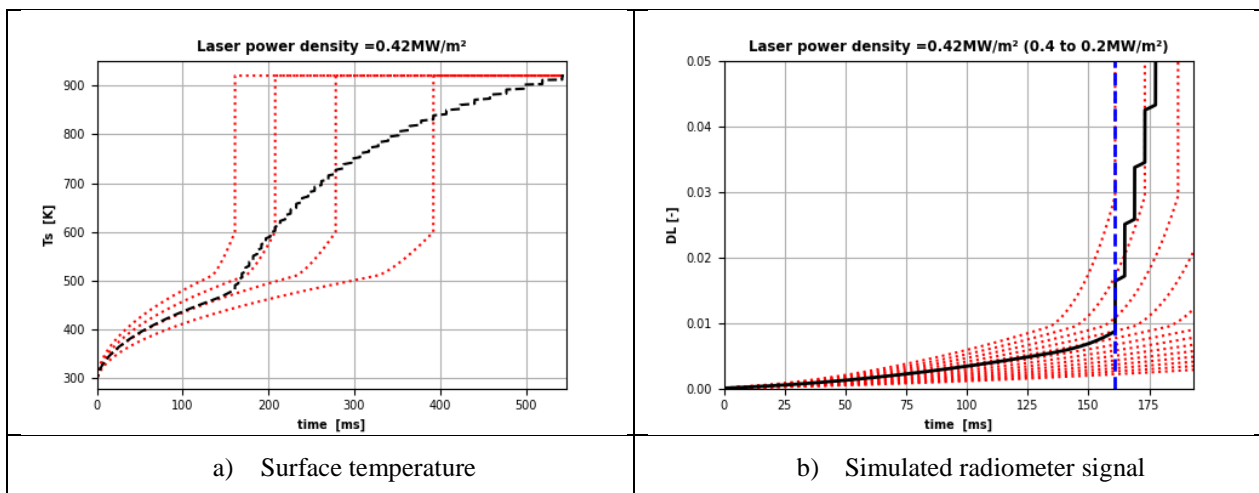 Laser power density =0.42MW/m²
Ts [K]
900
800
700
600
500
400
300
0 100 200 300 400 500
time [ms]
Laser power density =0.42MW/m² (0.4 to 0.2MW/m²)
DL [-]
0.05
0.04
0.03
0.02
0.01
0.00
0 25 50 75 100 125 150 175
time [ms]
a) Surface temperature
b) Simulated radiometer signal